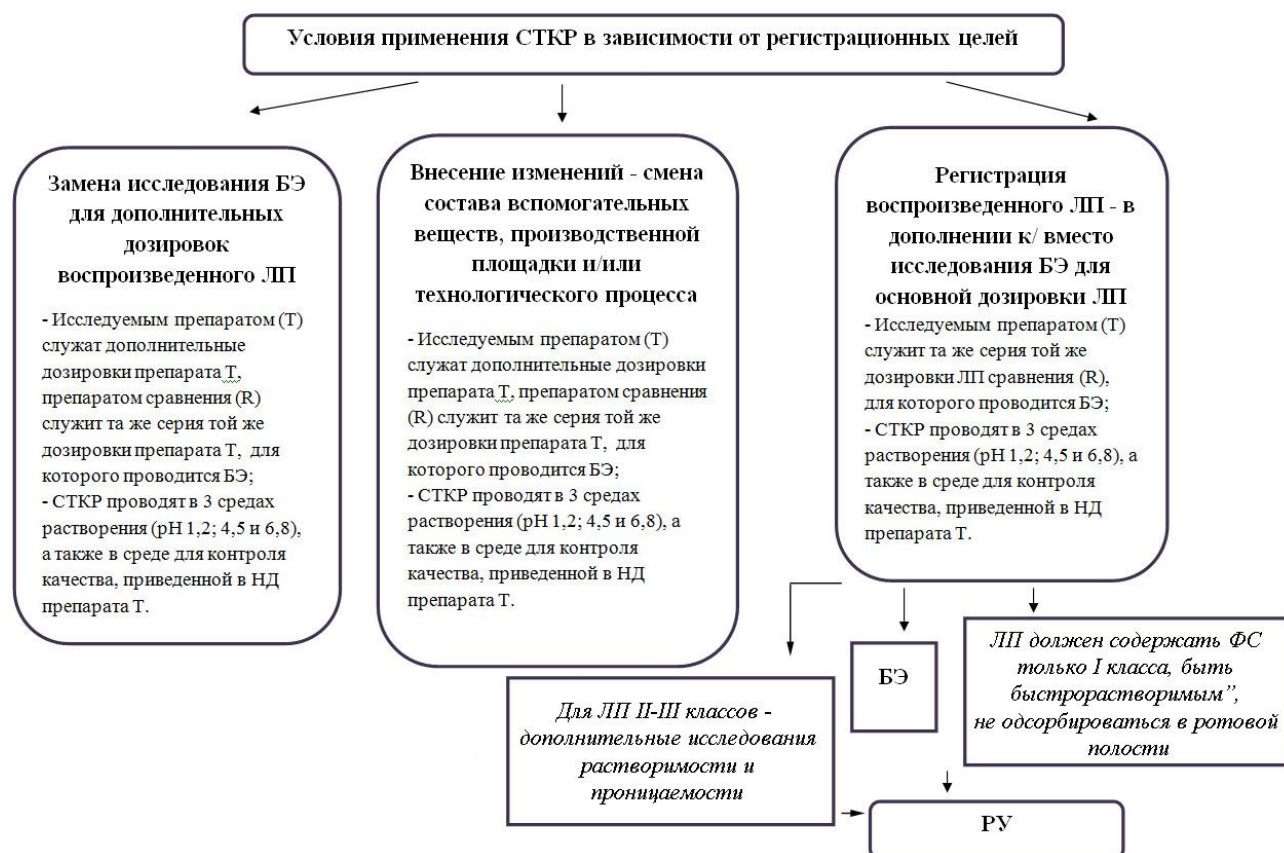 Условия применения СТКР в зависимости от регистрационных целей
Замена исследования БЭ
для дополнительных
дозировок
воспроизведенного ЛП
- Исследуемым препаратом (Т)
служат дополнительные
дозировки препарата Т,
препаратом сравнения (R)
служит та же серия той же
дозировки препарата Т, для
которого проводится БЭ;
- СТКР проводят в 3 средах
растворения (рН 1,2; 4,5 и 6,8),
а также в среде для контроля
качества, приведенной в НД
препарата Т.
Внесение изменений - смена
состава вспомогательных
веществ, производственной
площадки и/или
технологического процесса
- Исследуемым препаратом (Т)
служат дополнительные дозировки
препарата Т, препаратом сравнения
(R) служит та же серия той же
дозировки препарата Т, для
которого проводится БЭ;
- СТКР проводят в 3 средах
растворения (рН 1,2; 4,5 и 6,8), а
также в среде для контроля
качества, приведенной в НД
препарата Т.
Регистрация
воспроизведенного ЛП - в
дополнении к/ вместо
исследования БЭ для
основной дозировки ЛП
- Исследуемым препаратом (Т)
служит та же серия той же
дозировки ЛП сравнения (R),
для которого проводится БЭ;
- СТКР проводят в 3 средах
растворения (рН 1,2; 4,5 и 6,8), а
также в среде для контроля
качества, приведенной в НД
препарата Т.
Для ЛП II-III классов -
дополнительные исследования
растворимости и
проницаемости
БЭ
ЛП должен содержать ФС
только I класса, быть
быстрорастворимым”,
не одсорбироваться в ротовой
полости
РУ